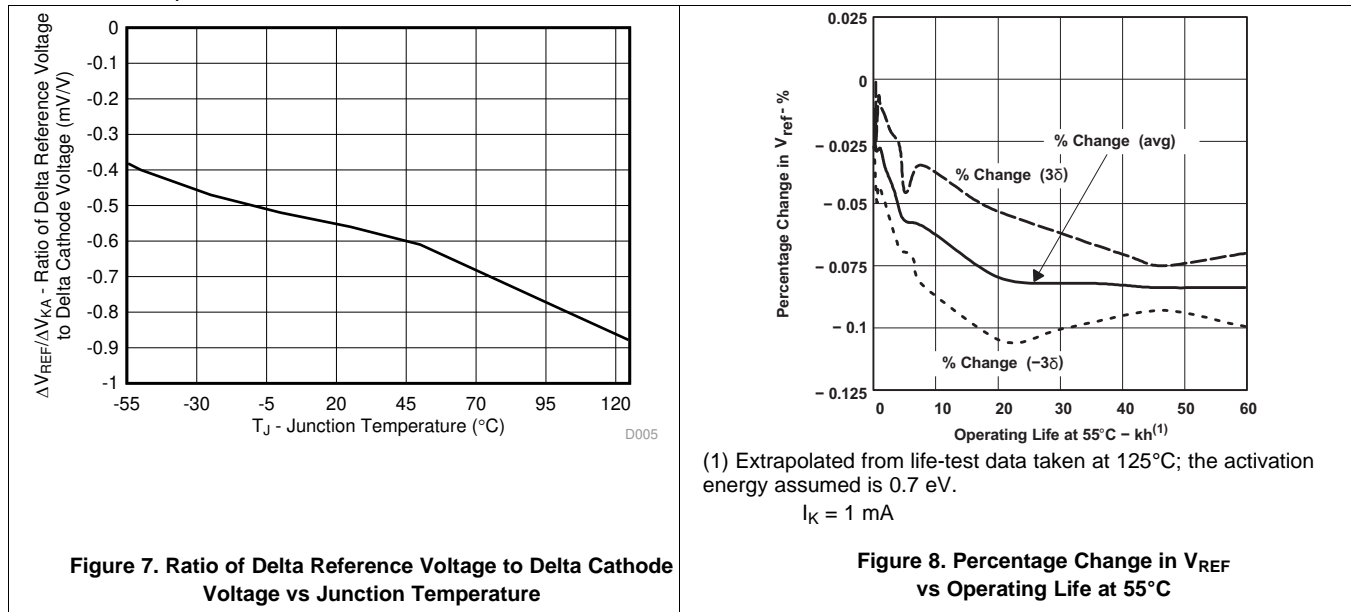 ΔV_REF/ΔV_KA - Ratio of Delta Reference Voltage
to Delta Cathode Voltage (mV/V)
0
-0.1
-0.2
-0.3
-0.4
-0.5
-0.6
-0.7
-0.8
-0.9
-1
-55 -30 -5 20 45 70 95 120
T_J - Junction Temperature (°C)
D005
Figure 7. Ratio of Delta Reference Voltage to Delta Cathode
Voltage vs Junction Temperature
Percentage Change in V_ref - %
0.025
0
− 0.025
− 0.05
− 0.075
− 0.1
− 0.125
% Change (avg)
% Change (3δ)
% Change (−3δ)
0 10 20 30 40 50 60
Operating Life at 55°C − kh(1)
(1) Extrapolated from life-test data taken at 125°C; the activation
energy assumed is 0.7 eV.
I_K = 1 mA
Figure 8. Percentage Change in V_REF
vs Operating Life at 55°C